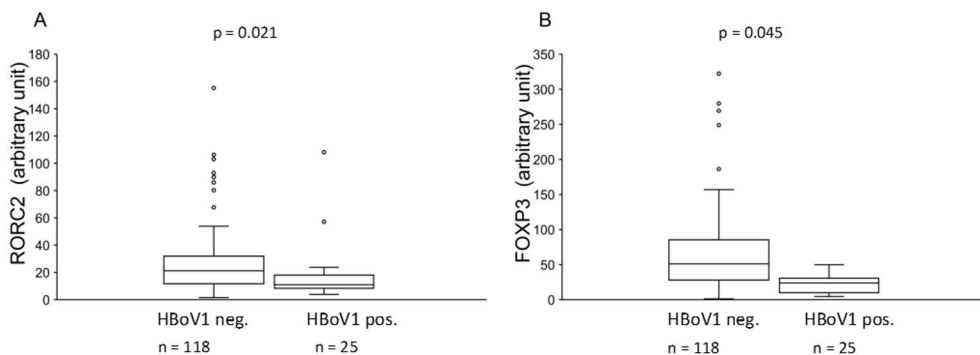 A
p = 0.021
RORC2 (arbitrary unit)
180
160
140
120
100
80
60
40
20
0
HBoV1 neg.
HBoV1 pos.
n = 118
n = 25
B
p = 0.045
FOXP3 (arbitrary unit)
350
300
250
200
150
100
50
0
HBoV1 neg.
HBoV1 pos.
n = 118
n = 25